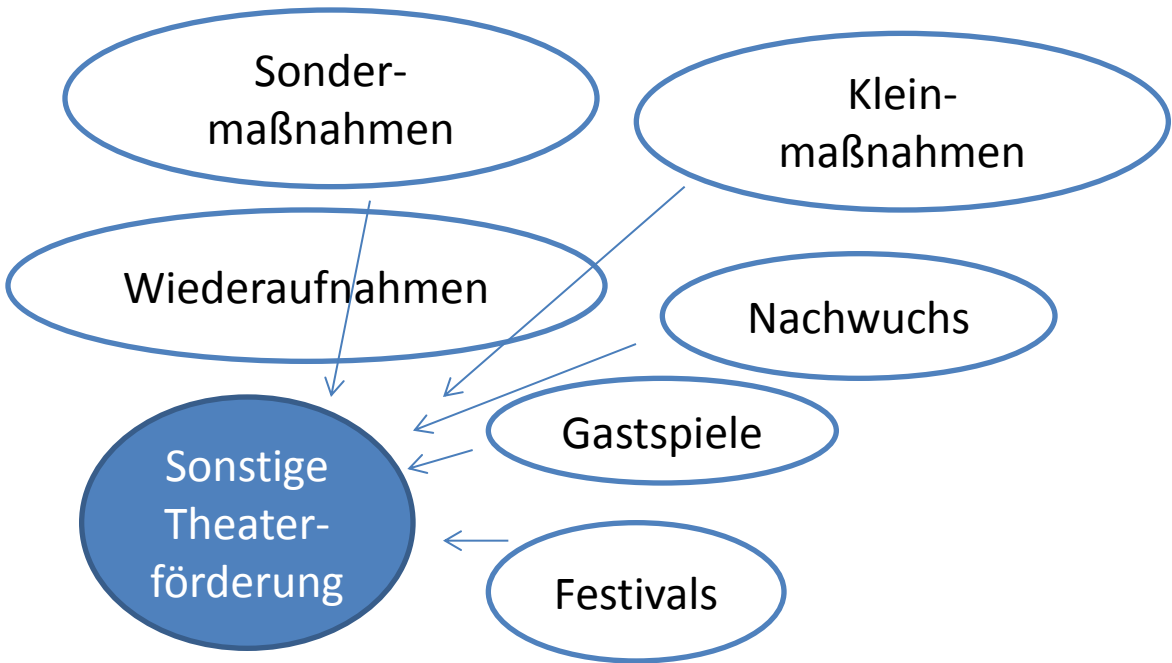 Sonder-
maßnahmen
Klein-
maßnahmen
Wiederaufnahmen
Nachwuchs
Gastspiele
Sonstige
Theater-
förderung
Festivals